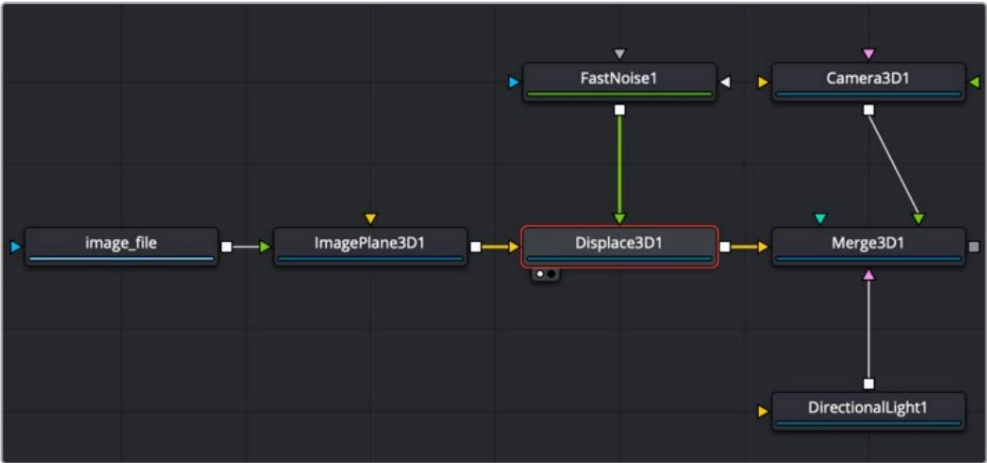 FastNoise1
Camera3D1
image_file
ImagePlane3D1
Displace3D1
Merge3D1
DirectionalLight1